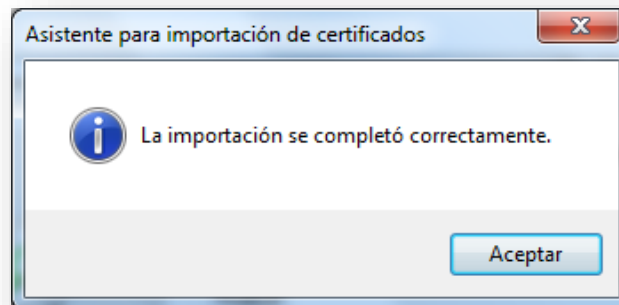 Asistente para importación de certificados
La importación se completó correctamente.
Aceptar